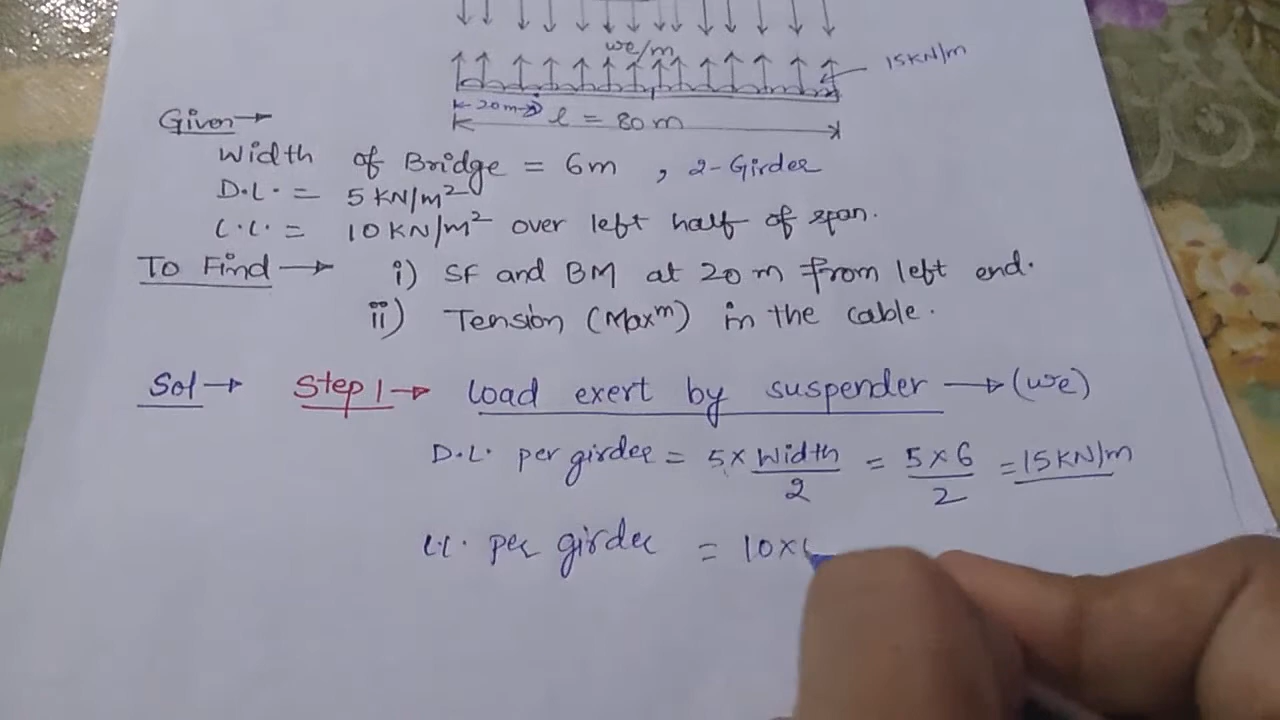 we/m
15KN/m
20m
l = 80m
Given →
Width of Bridge = 6m , 2-Girder
D.L. = 5 KN/m²
L.L. = 10 KN/m² over left half of span.
To Find → i) SF and BM at 20 m from left end.
ii) Tension (Maxᵐ) in the cable.
Sol → Step 1 → Load exert by suspender → (we)
D.L. per girder = 5 × Width/2 = 5×6/2 = 15 KN/m
L.L. per girder = 10×